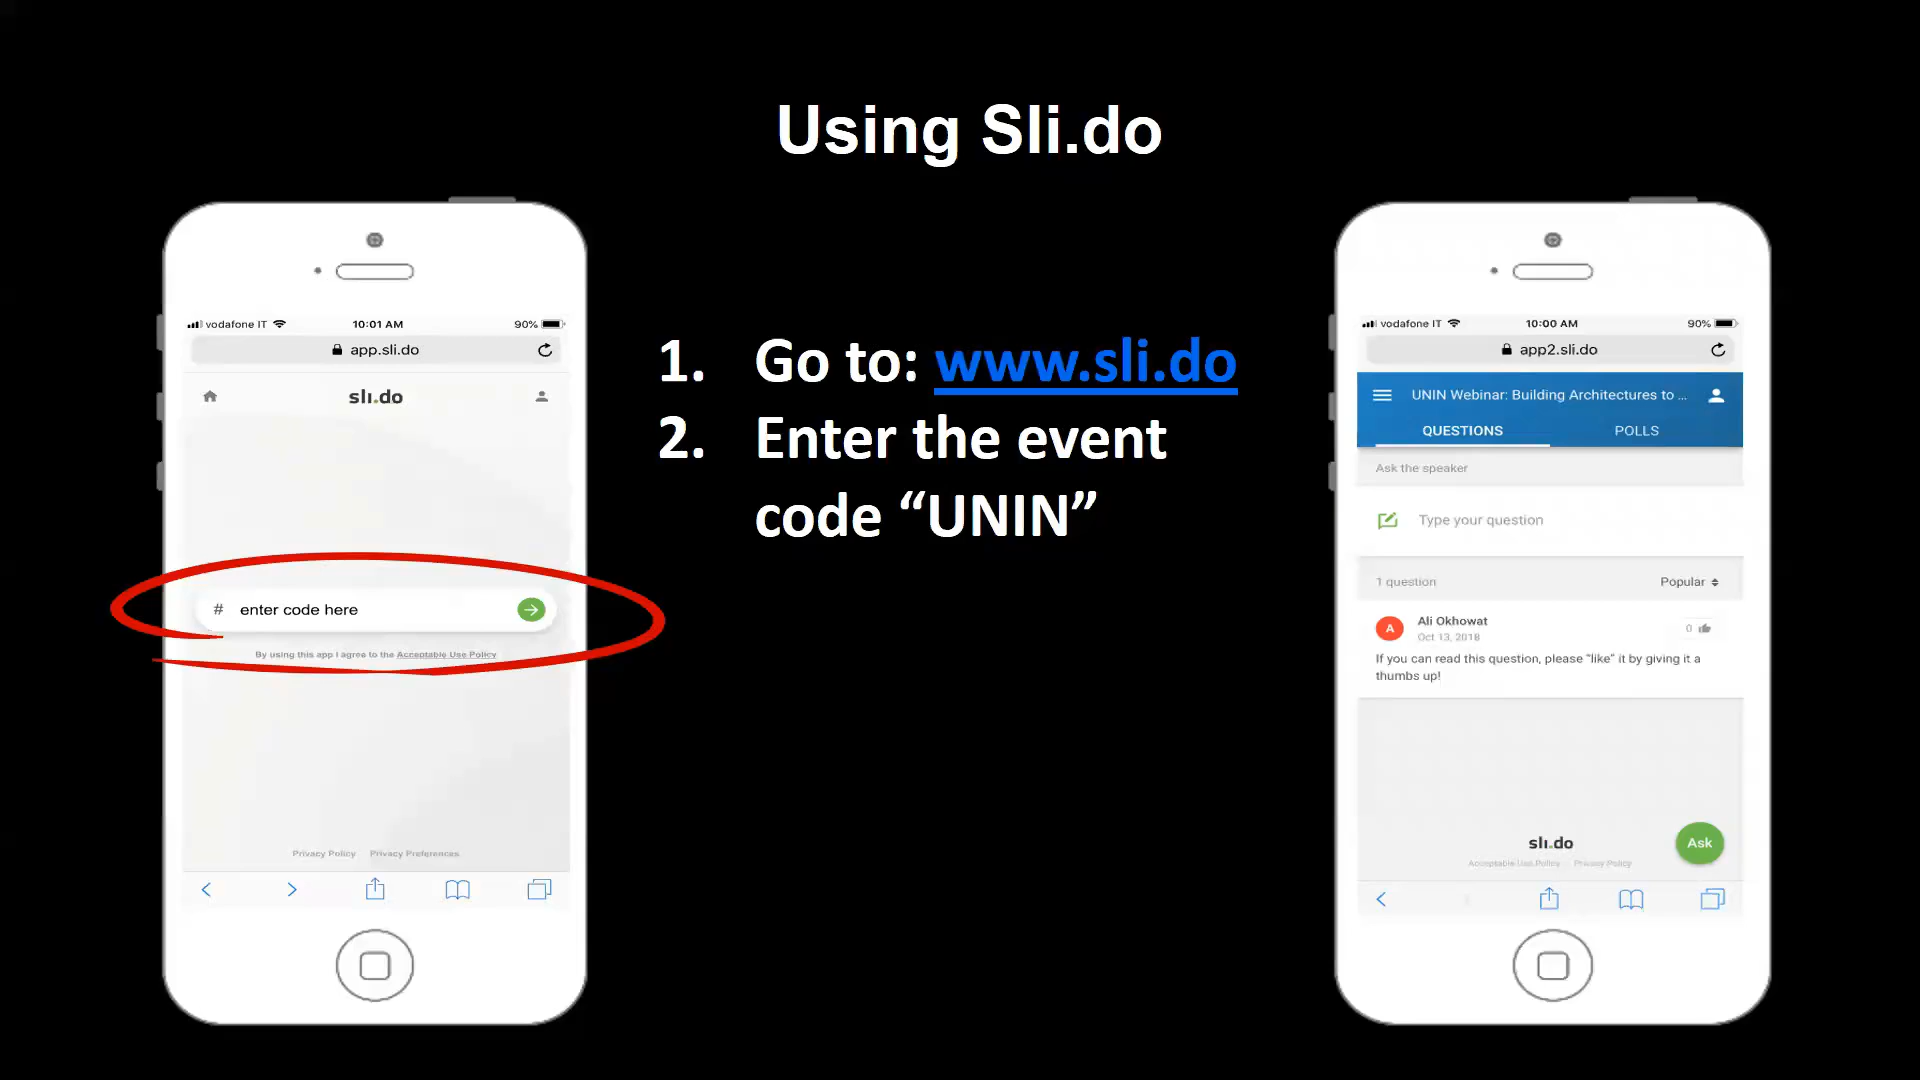 Using Sli.do
vodafone IT
10:01 AM
90%
app.sli.do
sli.do
# enter code here
By using this app I agree to the Acceptable Use Policy
Privacy Policy Privacy Preferences
1. Go to: www.sli.do
2. Enter the event
code “UNIN”
vodafone IT
10:00 AM
90%
app2.sli.do
UNIN Webinar: Building Architectures to ...
QUESTIONS POLLS
Ask the speaker
Type your question
1 question Popular
A
Ali Okhowat
Oct 13, 2018
0
If you can read this question, please “like” it by giving it a
thumbs up!
sli.do
Ask
Acceptable Use Policy Privacy Policy